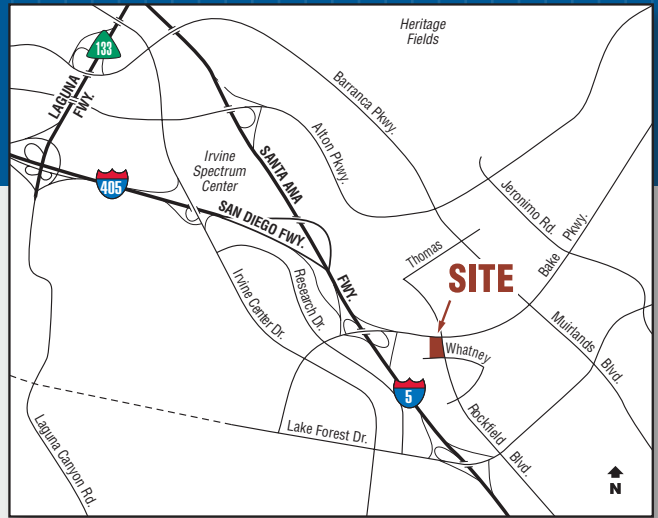 Heritage
Fields
133
LAGUNA
FWY.
Barranca Pkwy.
Alton Pkwy.
Irvine
Spectrum
Center
SANTA ANA
FWY.
405
SAN DIEGO FWY.
Jeronimo Rd.
Bake Pkwy.
Thomas
SITE
Irvine Center Dr.
Research Dr.
Whatney
Muirlands
Blvd.
5
Rockfield
Blvd.
Lake Forest Dr.
Laguna Canyon Rd.
N